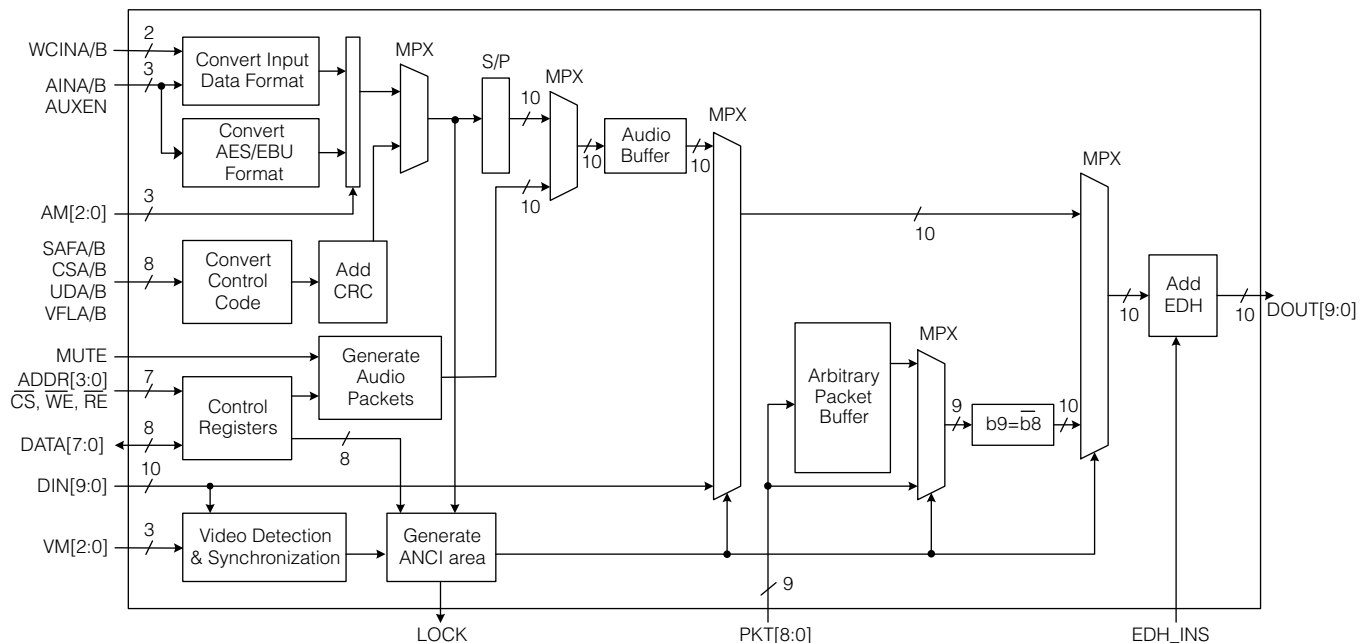 WCINA/B
2
AINA/B
AUXEN
3
Convert Input
Data Format
Convert
AES/EBU
Format
MPX
S/P
10
MPX
10
10
Audio
Buffer
10
MPX
10
MPX
AM[2:0]
3
SAFA/B
CSA/B
UDA/B
VFLA/B
8
Convert
Control
Code
Add
CRC
MUTE
ADDR[3:0]
CS, WE, RE
7
Generate
Audio
Packets
Control
Registers
DATA[7:0]
8
8
DIN[9:0]
10
VM[2:0]
3
Video Detection
& Synchronization
Generate
ANCI area
Arbitrary
Packet
Buffer
MPX
9
b9=b̅8̅
10
10
Add
EDH
10
DOUT[9:0]
9
LOCK
PKT[8:0]
EDH_INS